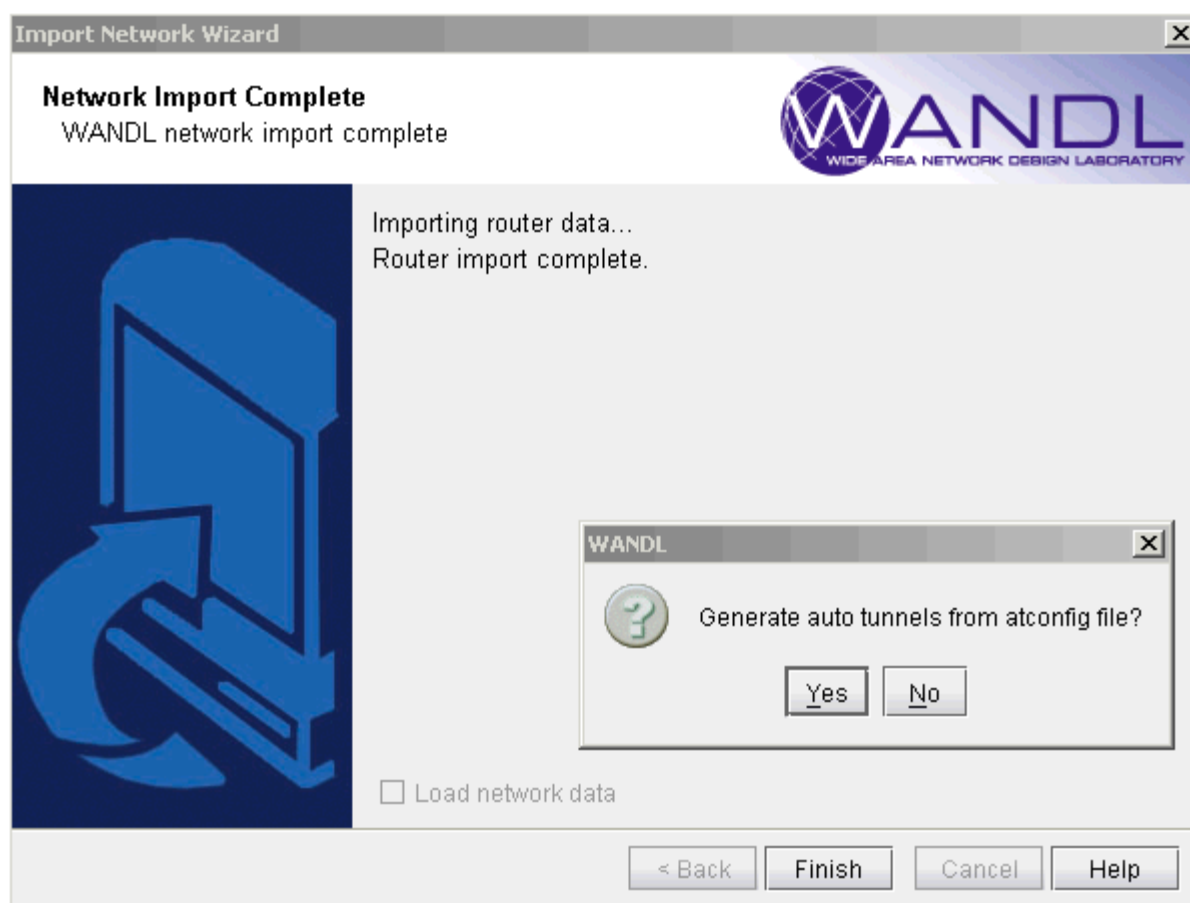 Import Network Wizard
Network Import Complete
WANDL network import complete
WANDL
WIDE AREA NETWORK DESIGN LABORATORY
Importing router data...
Router import complete.
WANDL
Generate auto tunnels from atconfig file?
Yes
No
Load network data
< Back
Finish
Cancel
Help